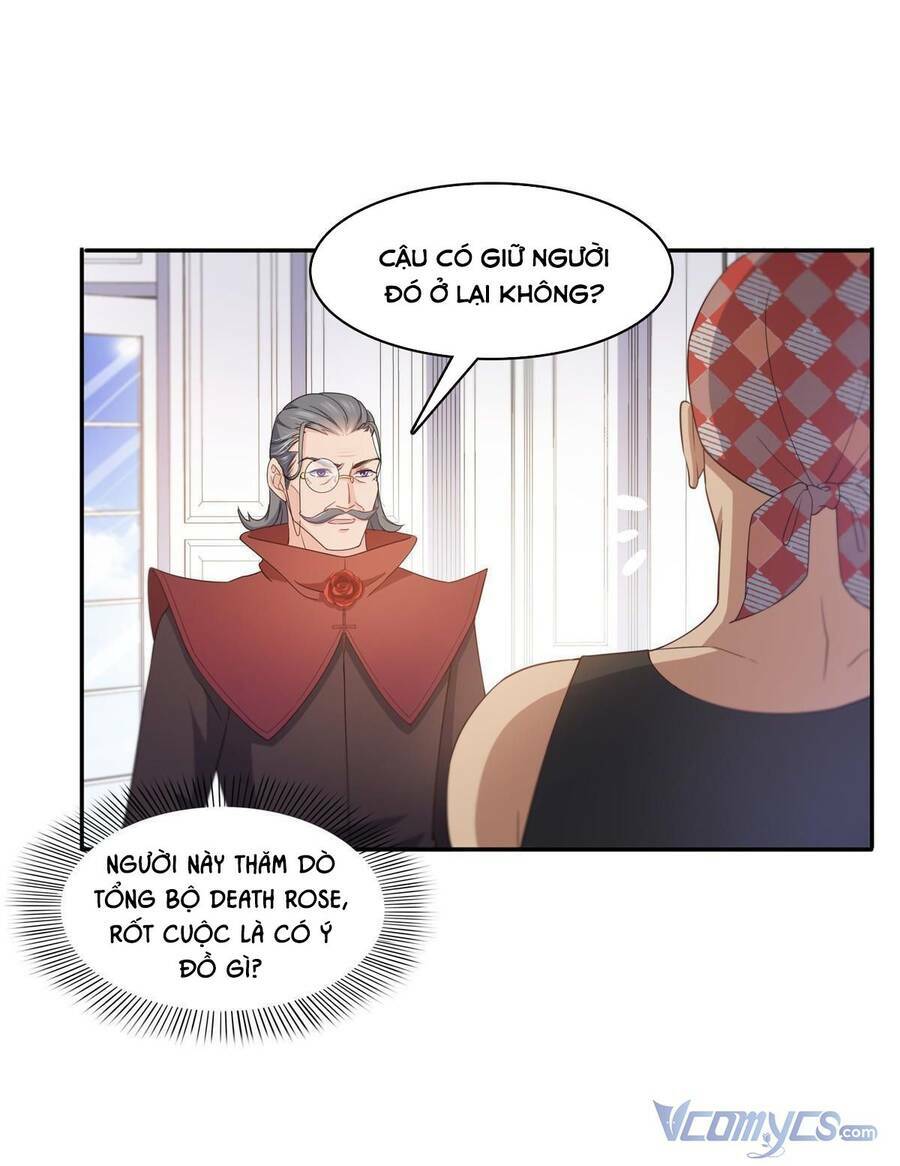 CẬU CÓ GIỮ NGƯỜI
ĐÓ Ở LẠI KHÔNG?
NGƯỜI NÀY THĂM DÒ
TỔNG BỘ DEATH ROSE,
RỐT CUỘC LÀ CÓ Ý
ĐỒ GÌ?
VCOMYCS.com